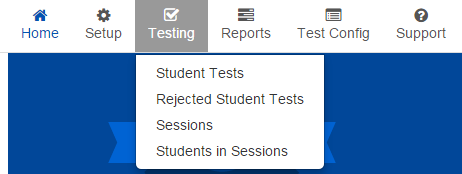 Home Setup Testing Reports Test Config Support
Student Tests
Rejected Student Tests
Sessions
Students in Sessions